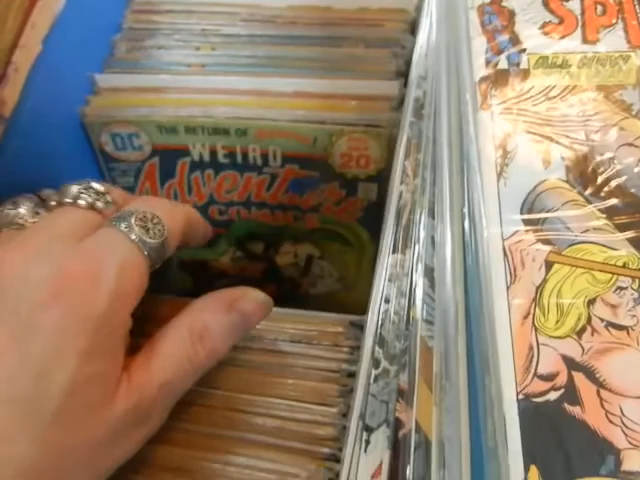 DC
THE RETURN OF
WEIRD
Adventure
COMICS
20
SPI
ALL NEW